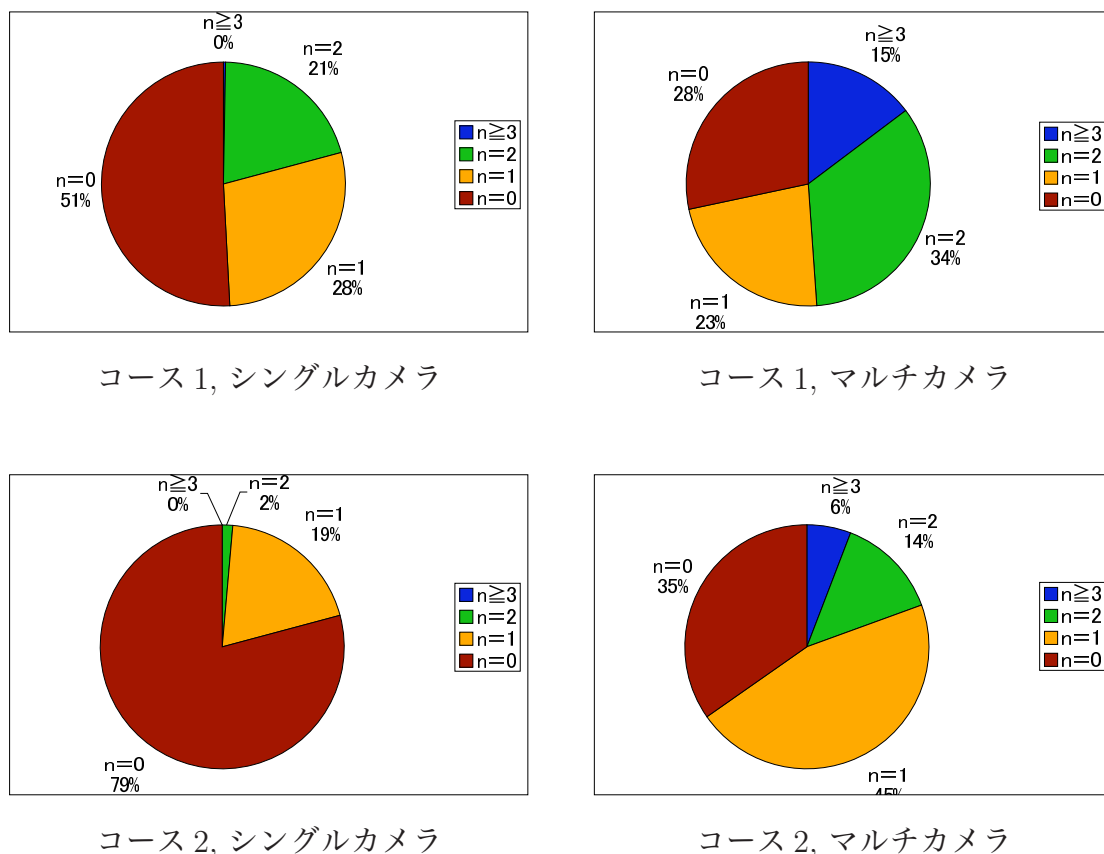 n≧3
0%
n=2
21%
n=1
28%
n=0
51%
n≧3
n=2
n=1
n=0
コース 1, シングルカメラ
n≧3
15%
n=2
34%
n=1
23%
n=0
28%
n≧3
n=2
n=1
n=0
コース 1, マルチカメラ
n≧3
0%
n=2
2%
n=1
19%
n=0
79%
n≧3
n=2
n=1
n=0
コース 2, シングルカメラ
n≧3
6%
n=2
14%
n=1
45%
n=0
35%
n≧3
n=2
n=1
n=0
コース 2, マルチカメラ